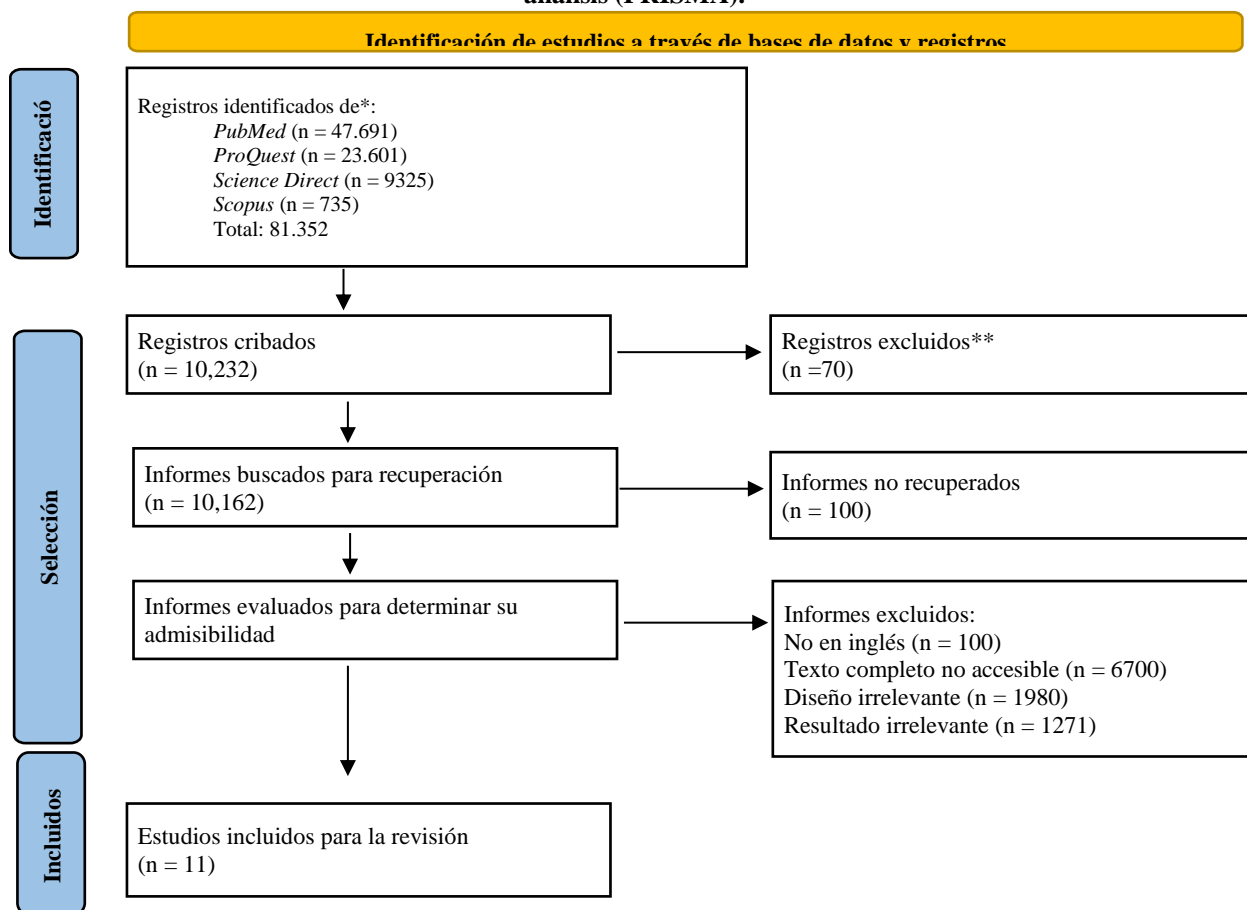 análisis (PRISMA).
Identificación de estudios a través de bases de datos y registros
Identificació
Registros identificados de*:
PubMed (n = 47.691)
ProQuest (n = 23.601)
Science Direct (n = 9325)
Scopus (n = 735)
Total: 81.352
Selección
Registros cribados
(n = 10,232)
Registros excluidos**
(n =70)
Informes buscados para recuperación
(n = 10,162)
Informes no recuperados
(n = 100)
Informes evaluados para determinar su
admisibilidad
Informes excluidos:
No en inglés (n = 100)
Texto completo no accesible (n = 6700)
Diseño irrelevante (n = 1980)
Resultado irrelevante (n = 1271)
Incluidos
Estudios incluidos para la revisión
(n = 11)